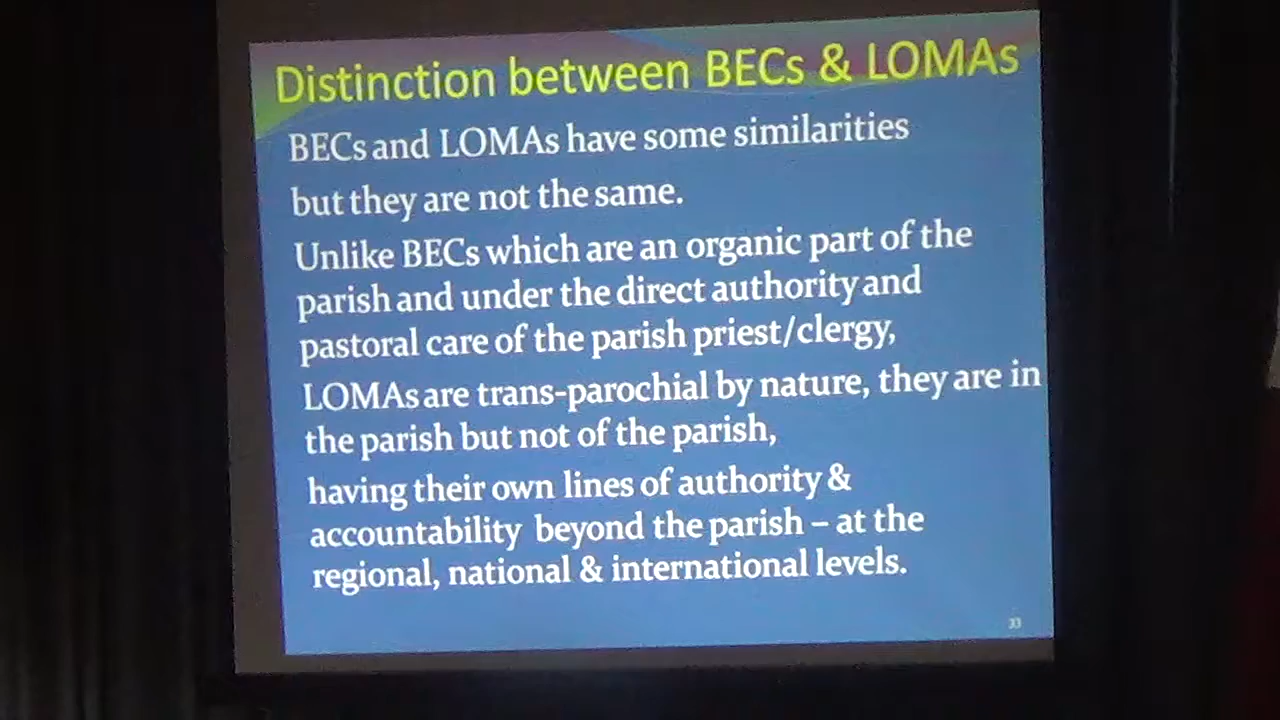 Distinction between BECs & LOMAs
BECs and LOMAs have some similarities
but they are not the same.
Unlike BECs which are an organic part of the
parish and under the direct authority and
pastoral care of the parish priest/clergy,
LOMAs are trans-parochial by nature, they are in
the parish but not of the parish,
having their own lines of authority &
accountability beyond the parish – at the
regional, national & international levels.
33